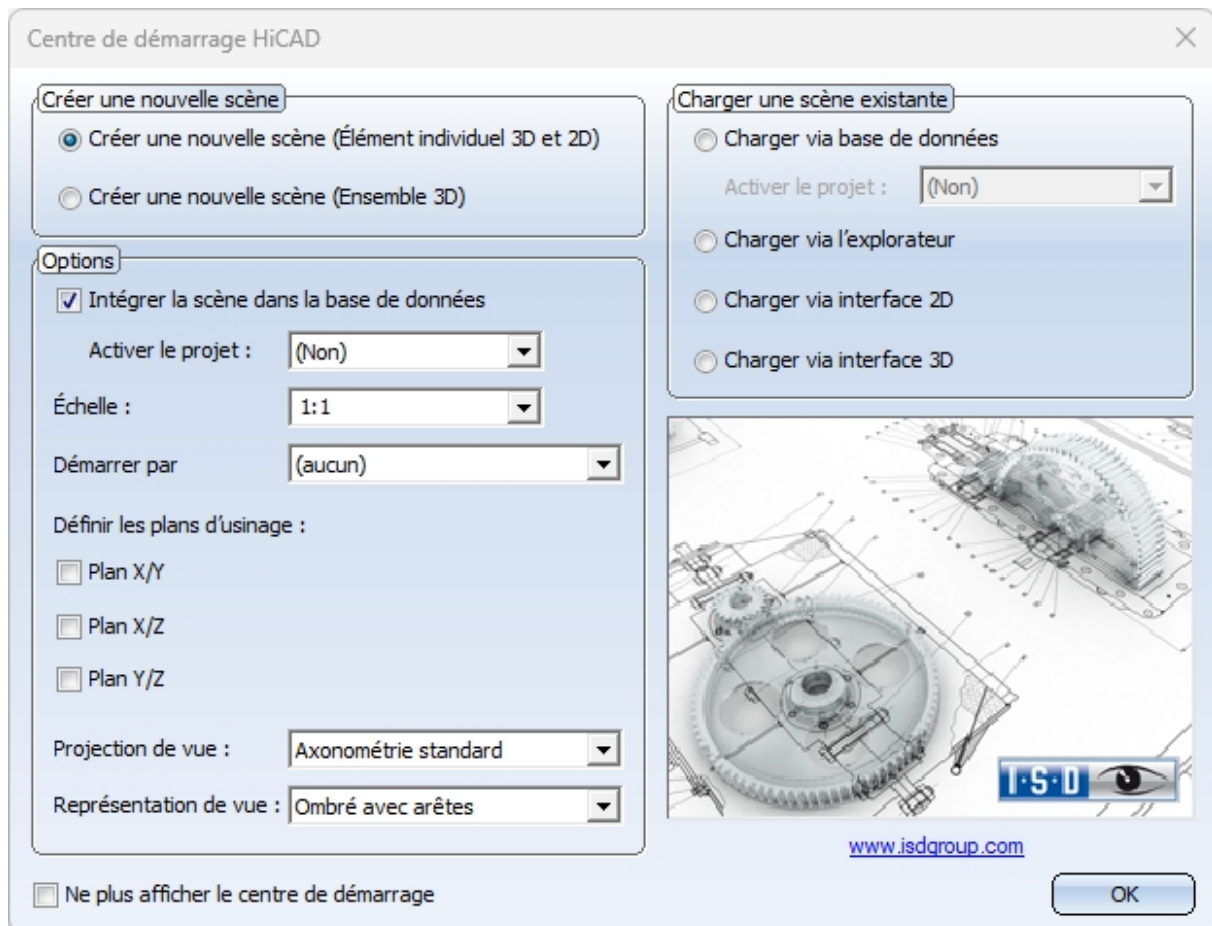 Centre de démarrage HiCAD
Créer une nouvelle scène
Créer une nouvelle scène (Élément individuel 3D et 2D)
Créer une nouvelle scène (Ensemble 3D)
Options
Intégrer la scène dans la base de données
Activer le projet : (Non)
Échelle : 1:1
Démarrer par (aucun)
Définir les plans d'usinage :
Plan X/Y
Plan X/Z
Plan Y/Z
Projection de vue : Axonométrie standard
Représentation de vue : Ombré avec arêtes
Ne plus afficher le centre de démarrage
Charger une scène existante
Charger via base de données
Activer le projet : (Non)
Charger via l'explorateur
Charger via interface 2D
Charger via interface 3D
I·S·D
www.isdgroup.com
OK